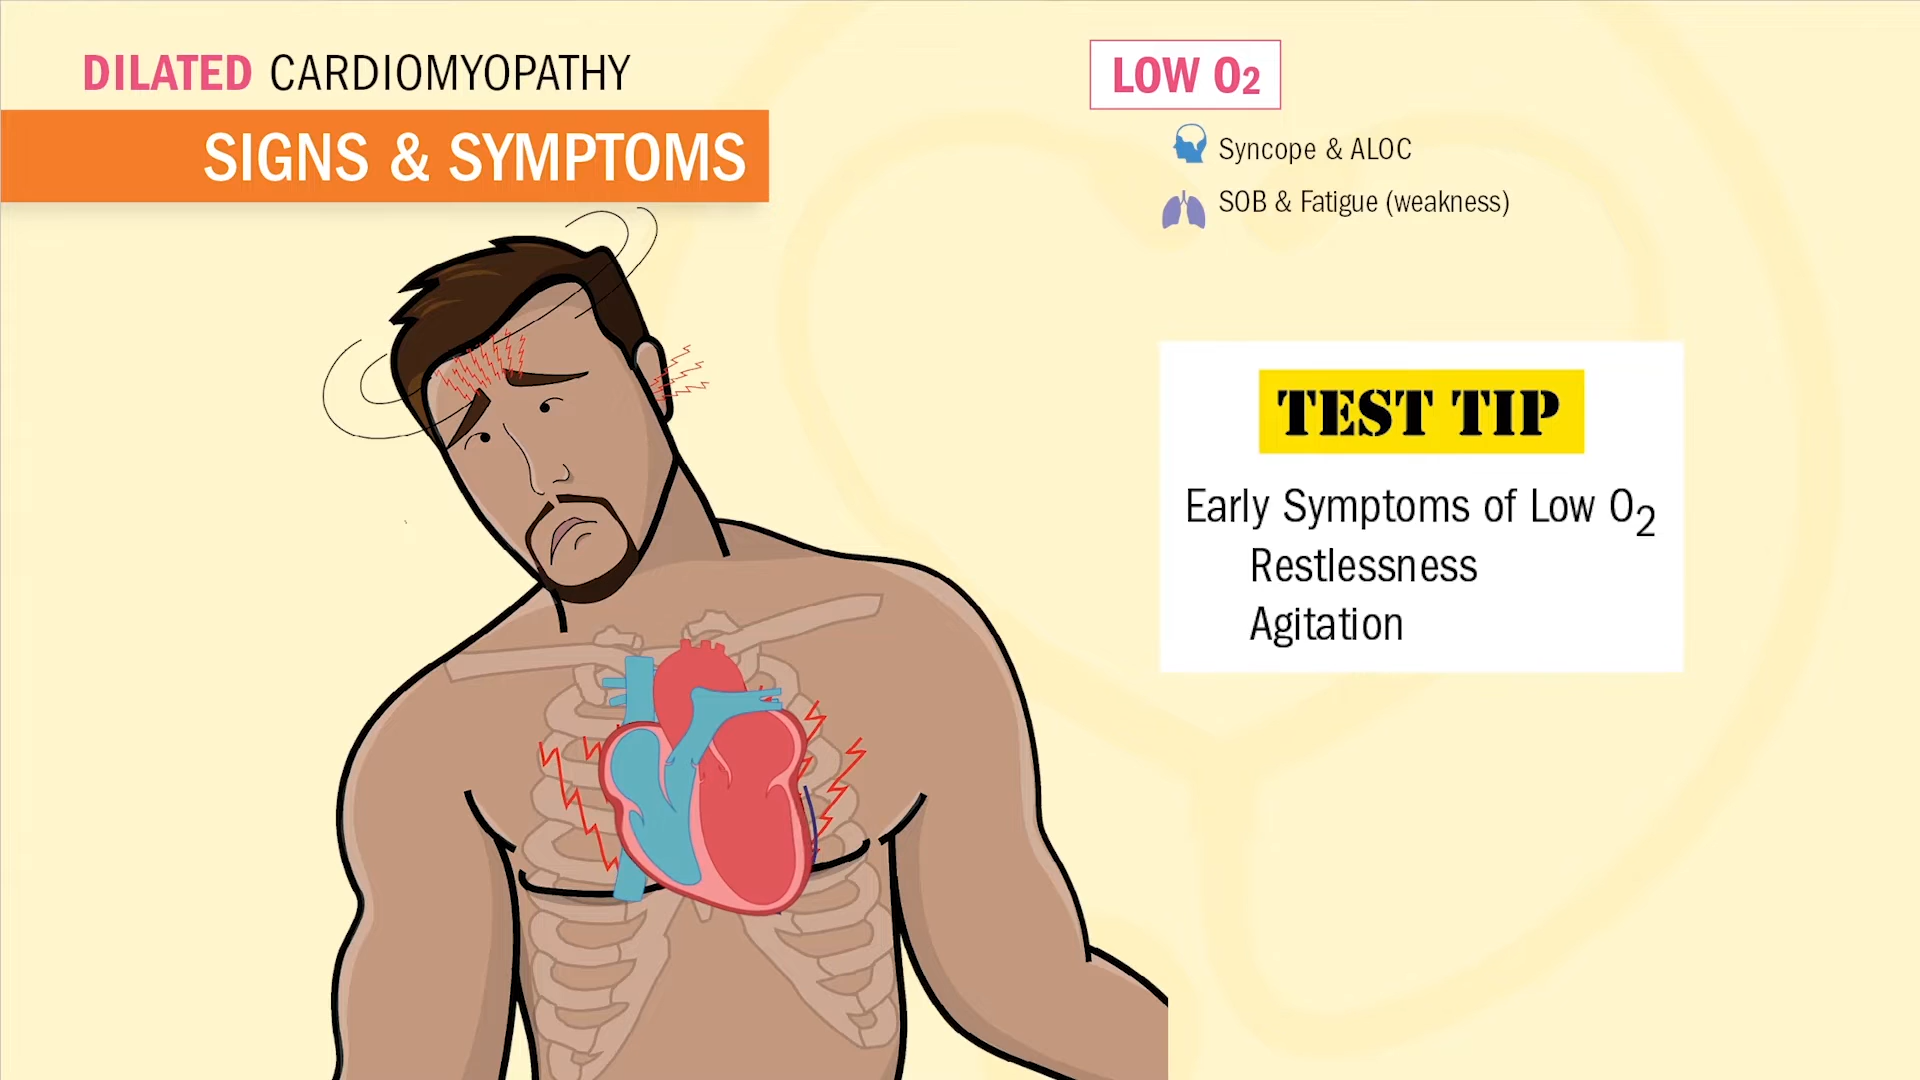 DILATED CARDIOMYOPATHY
SIGNS & SYMPTOMS
LOW O2
Syncope & ALOC
SOB & Fatigue (weakness)
TEST TIP
Early Symptoms of Low O2
Restlessness
Agitation